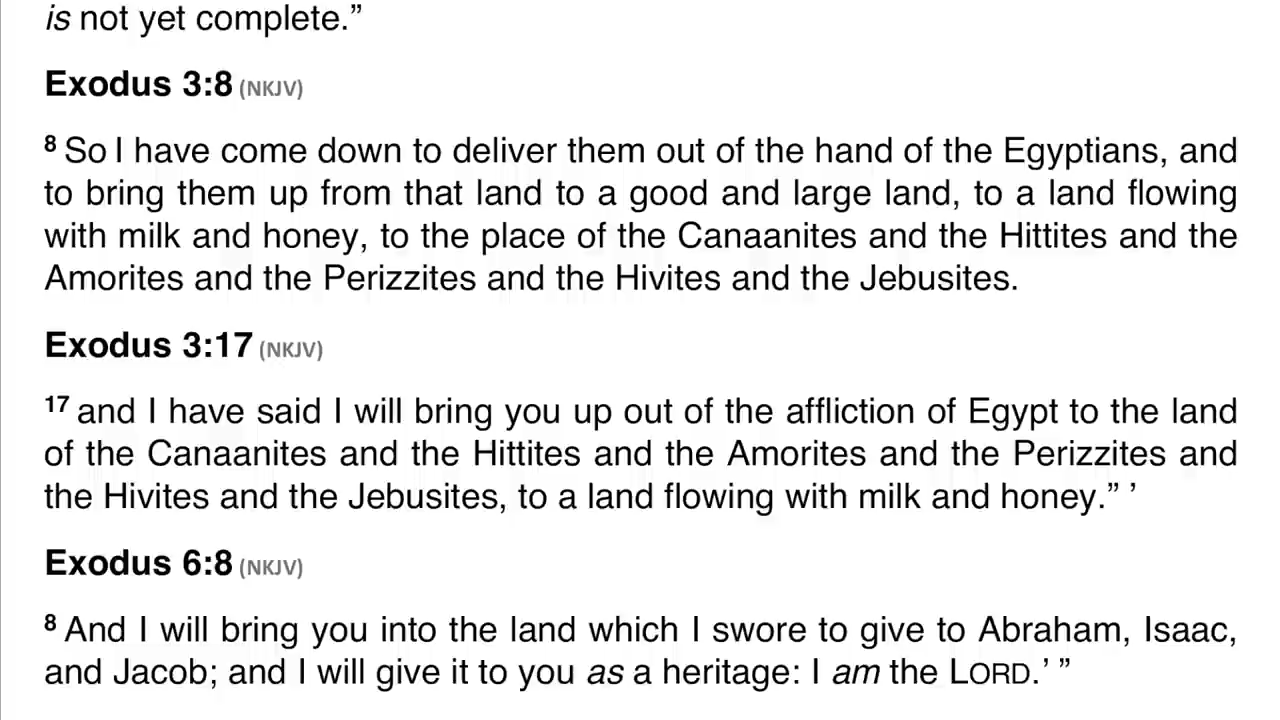 is not yet complete.”
Exodus 3:8 (NKJV)
8 So I have come down to deliver them out of the hand of the Egyptians, and
to bring them up from that land to a good and large land, to a land flowing
with milk and honey, to the place of the Canaanites and the Hittites and the
Amorites and the Perizzites and the Hivites and the Jebusites.
Exodus 3:17 (NKJV)
17 and I have said I will bring you up out of the affliction of Egypt to the land
of the Canaanites and the Hittites and the Amorites and the Perizzites and
the Hivites and the Jebusites, to a land flowing with milk and honey.” ’
Exodus 6:8 (NKJV)
8 And I will bring you into the land which I swore to give to Abraham, Isaac,
and Jacob; and I will give it to you as a heritage: I am the LORD.’ ”